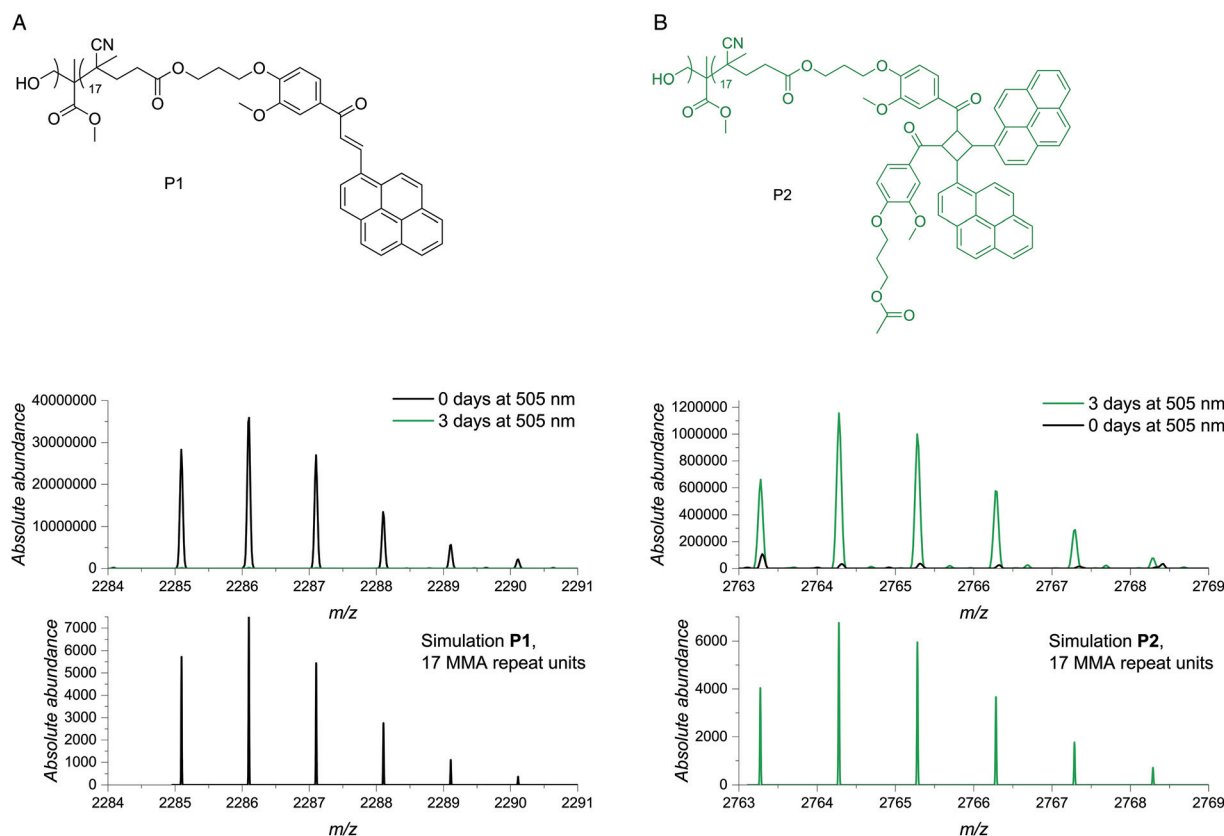 A
B
CN
HO
17
O
O
O
O
O
O
O
P1
CN
HO
17
O
O
O
O
O
O
O
O
O
O
O
O
P2
0 days at 505 nm
3 days at 505 nm
Absolute abundance
40000000
30000000
20000000
10000000
0
2284 2285 2286 2287 2288 2289 2290 2291
m/z
3 days at 505 nm
0 days at 505 nm
Absolute abundance
1200000
1000000
800000
600000
400000
200000
0
2763 2764 2765 2766 2767 2768 2769
m/z
Simulation P1,
17 MMA repeat units
Absolute abundance
7000
6000
5000
4000
3000
2000
1000
0
2284 2285 2286 2287 2288 2289 2290 2291
m/z
Simulation P2,
17 MMA repeat units
Absolute abundance
6000
4000
2000
0
2763 2764 2765 2766 2767 2768 2769
m/z